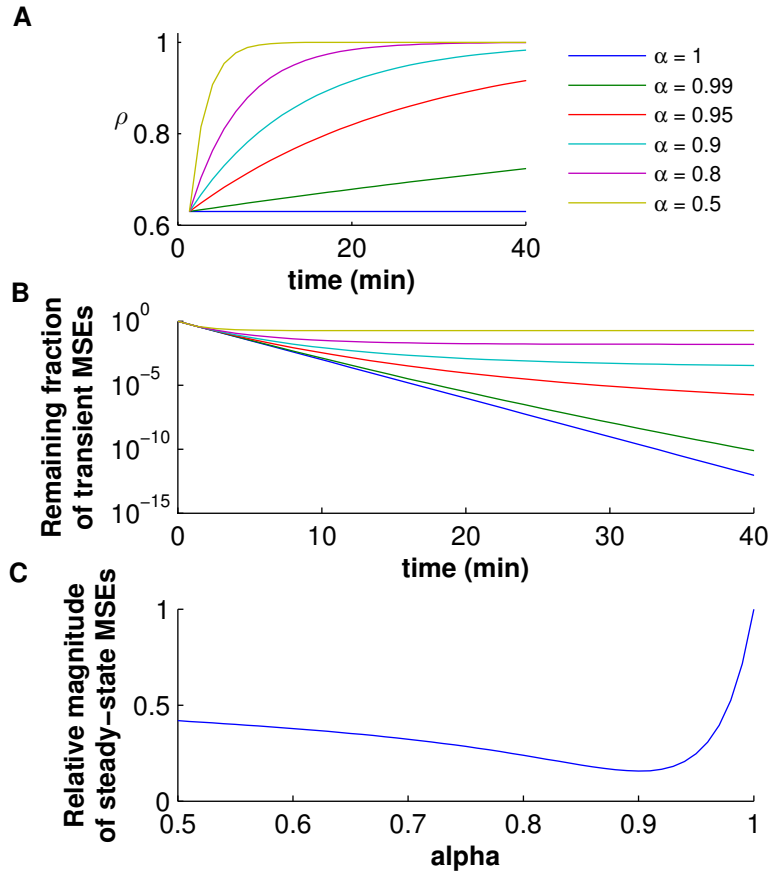 A
1
0.8
0.6
ρ
0
20
40
time (min)
α = 1
α = 0.99
α = 0.95
α = 0.9
α = 0.8
α = 0.5
B
Remaining fraction
of transient MSEs
10^0
10^−5
10^−10
10^−15
0
10
20
30
40
time (min)
C
Relative magnitude
of steady−state MSEs
1
0.5
0
0.5
0.6
0.7
0.8
0.9
1
alpha